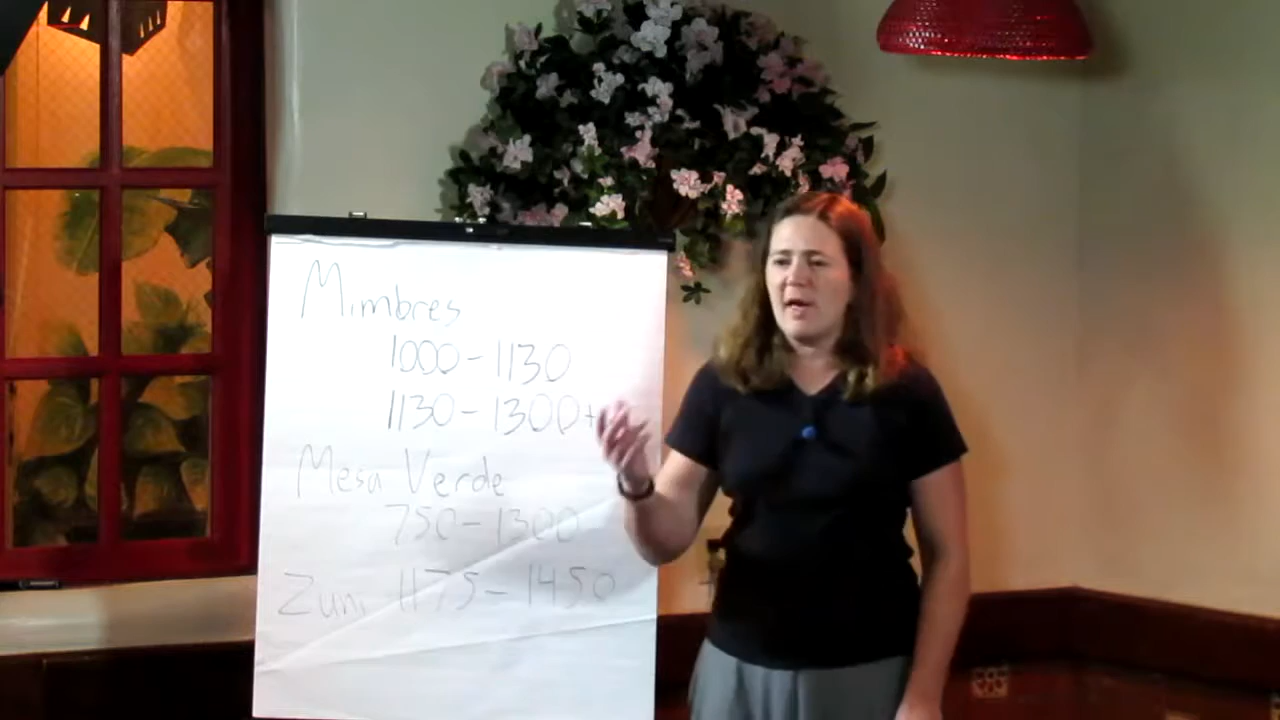 Mimbres
1000-1130
1130-1300+
Mesa Verde
750-1300
Zuni 1175-1450